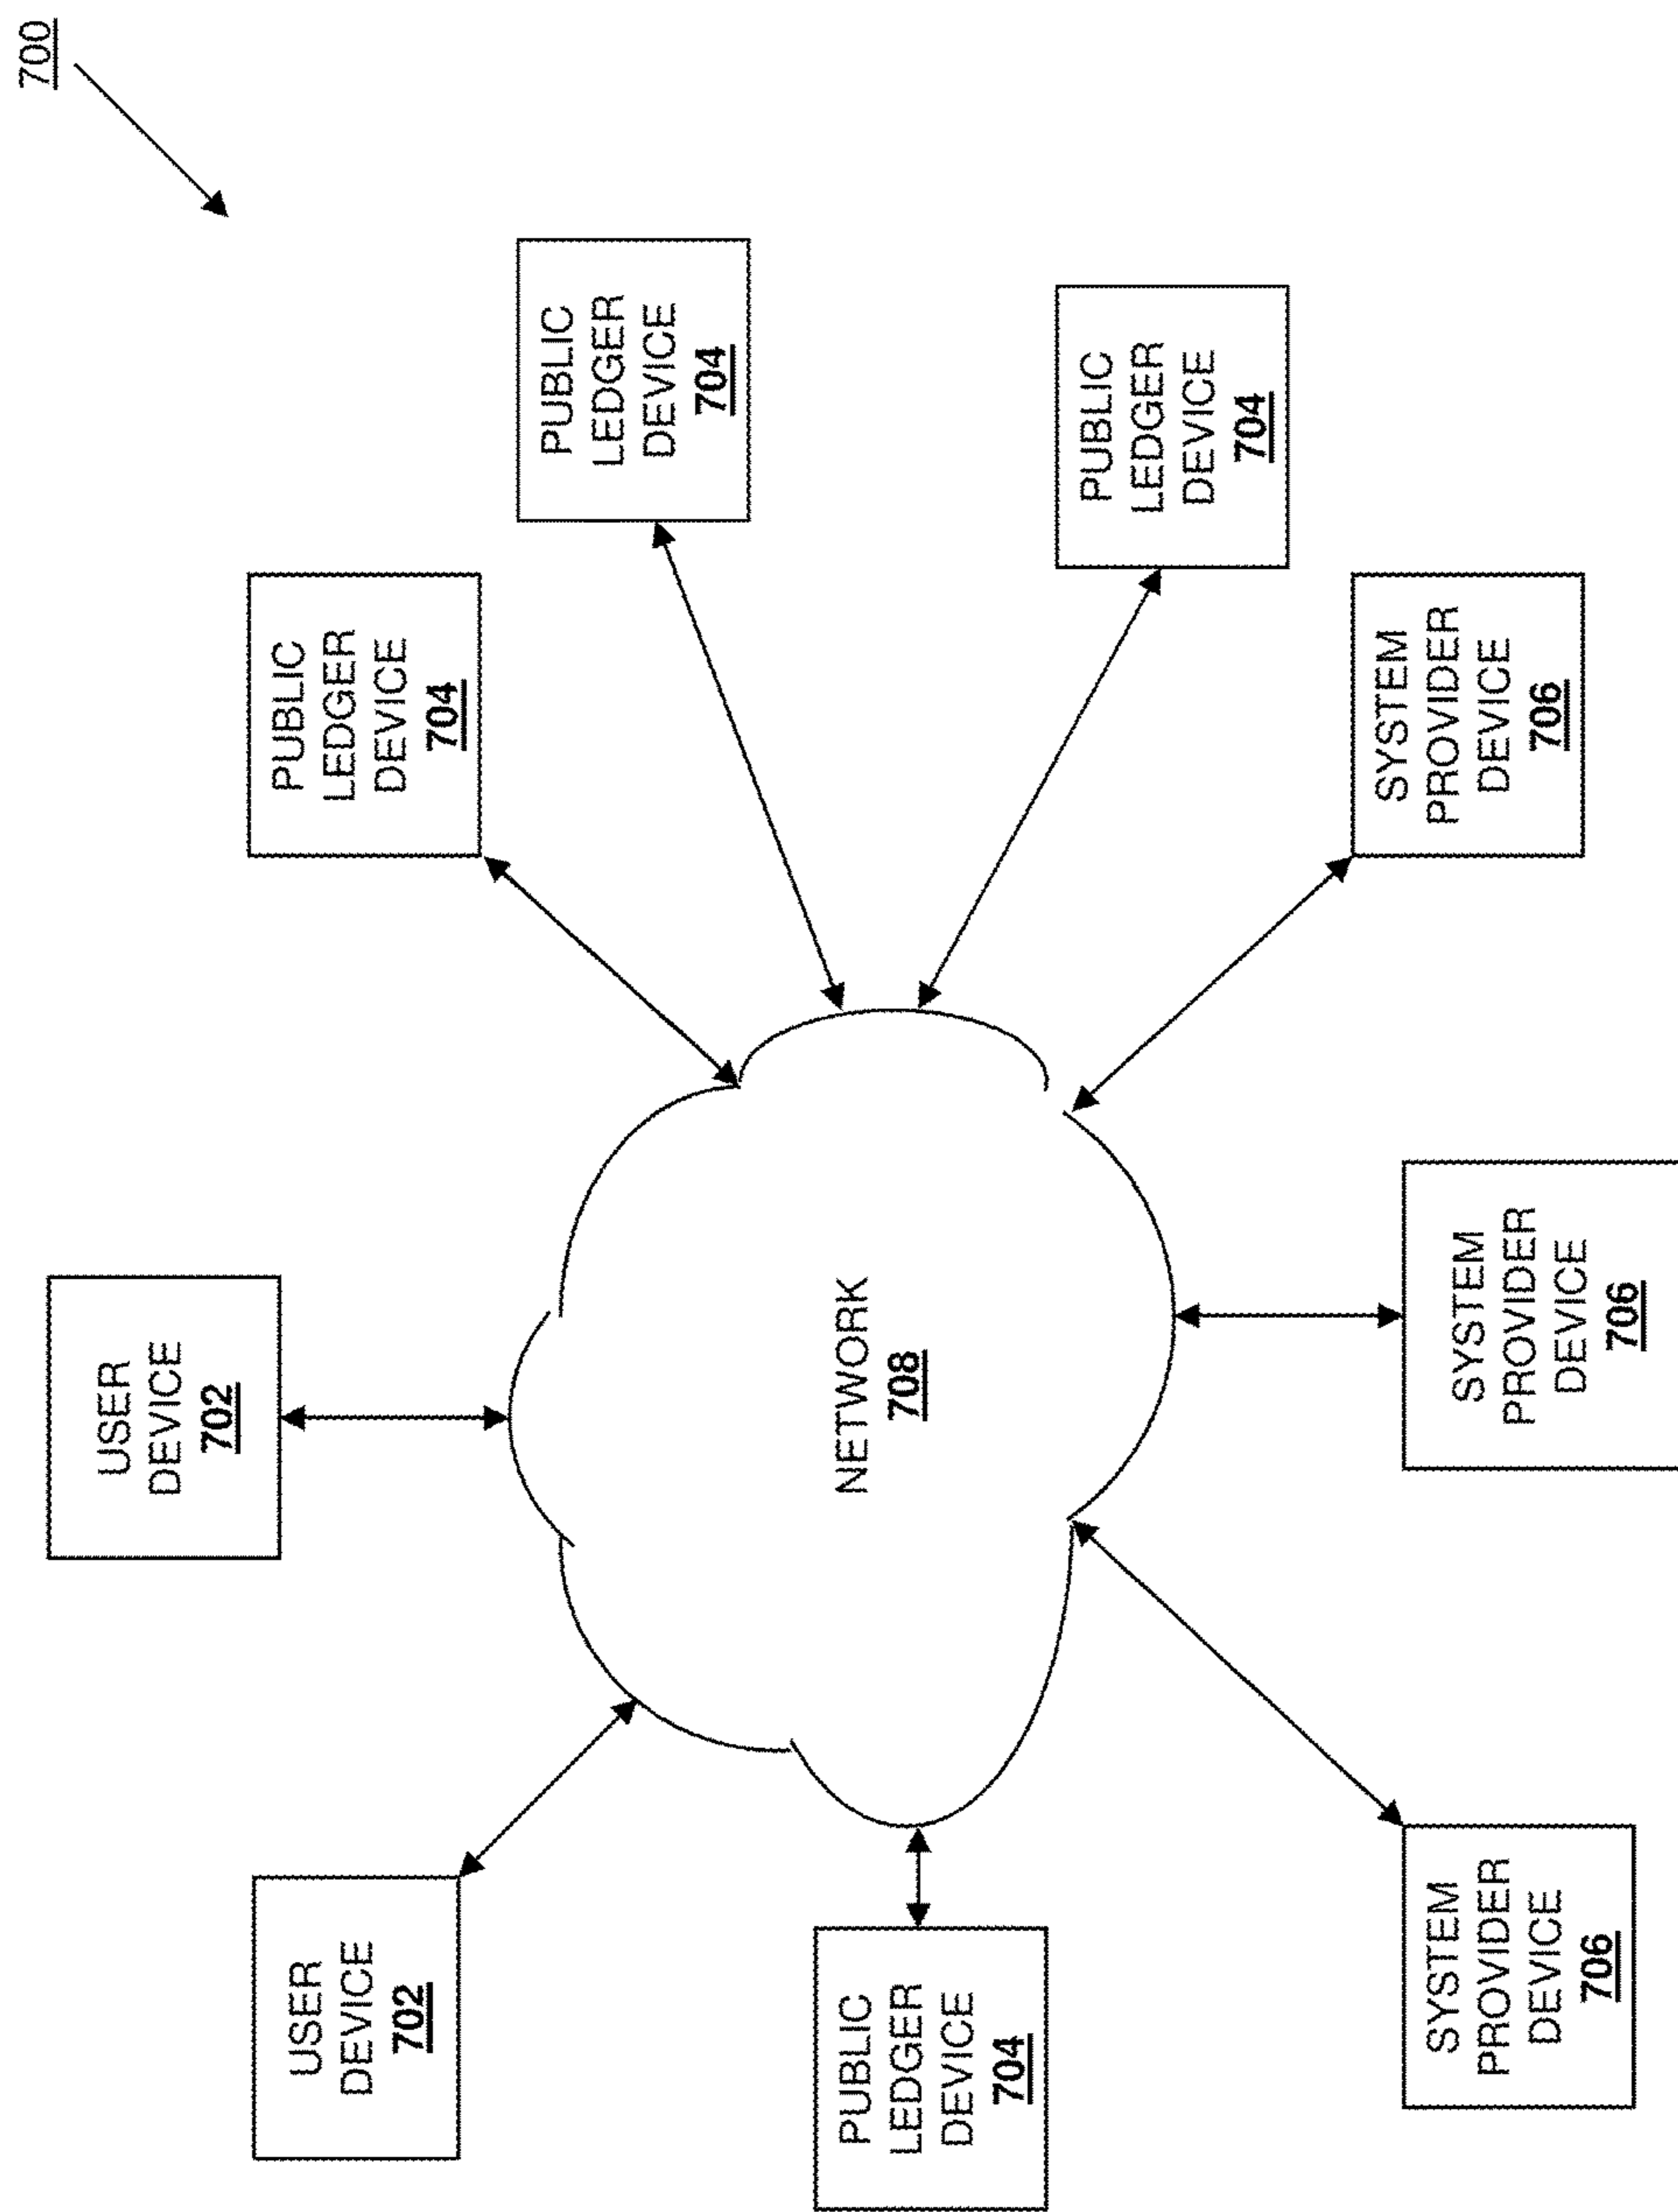 700
USER
DEVICE
702
USER
DEVICE
702
PUBLIC
LEDGER
DEVICE
704
PUBLIC
LEDGER
DEVICE
704
NETWORK
708
PUBLIC
LEDGER
DEVICE
704
PUBLIC
LEDGER
DEVICE
704
SYSTEM
PROVIDER
DEVICE
706
SYSTEM
PROVIDER
DEVICE
706
SYSTEM
PROVIDER
DEVICE
706